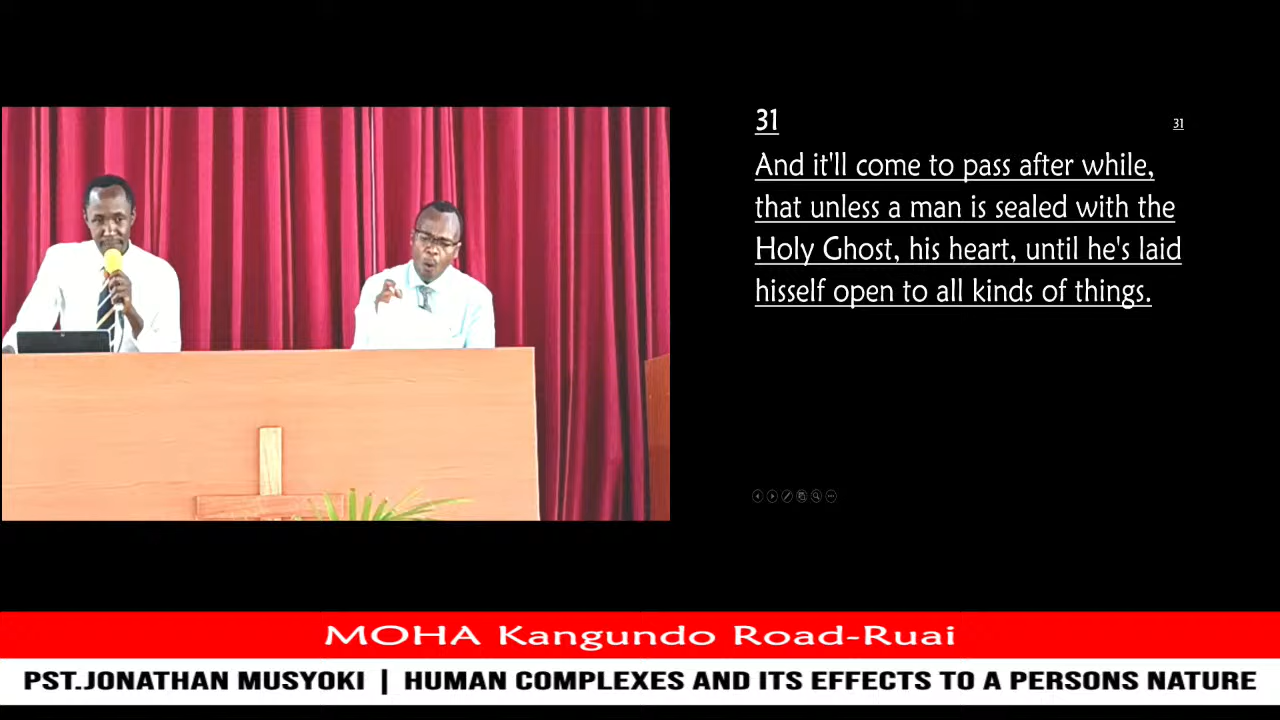 31
31
And it'll come to pass after while,
that unless a man is sealed with the
Holy Ghost, his heart, until he's laid
hisself open to all kinds of things.
MOHA Kangundo Road-Ruai
PST.JONATHAN MUSYOKI | HUMAN COMPLEXES AND ITS EFFECTS TO A PERSONS NATURE